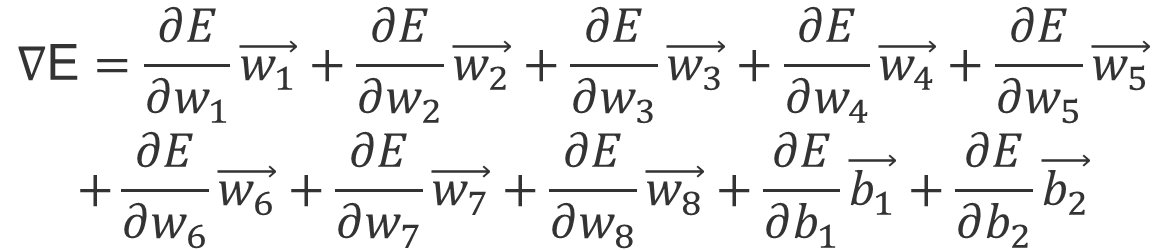 ∇E = ∂E/∂w₁ w₁⃗ + ∂E/∂w₂ w₂⃗ + ∂E/∂w₃ w₃⃗ + ∂E/∂w₄ w₄⃗ + ∂E/∂w₅ w₅⃗
+ ∂E/∂w₆ w₆⃗ + ∂E/∂w₇ w₇⃗ + ∂E/∂w₈ w₈⃗ + ∂E/∂b₁ b₁⃗ + ∂E/∂b₂ b₂⃗